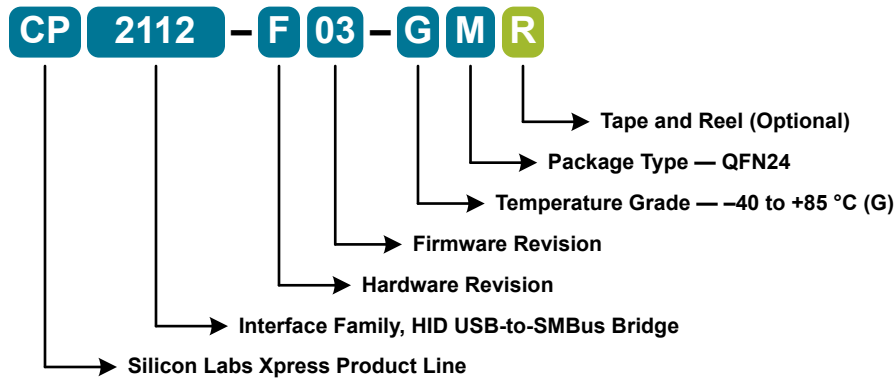 CP 2112 – F 03 – G M R
Tape and Reel (Optional)
Package Type — QFN24
Temperature Grade — –40 to +85 °C (G)
Firmware Revision
Hardware Revision
Interface Family, HID USB-to-SMBus Bridge
Silicon Labs Xpress Product Line